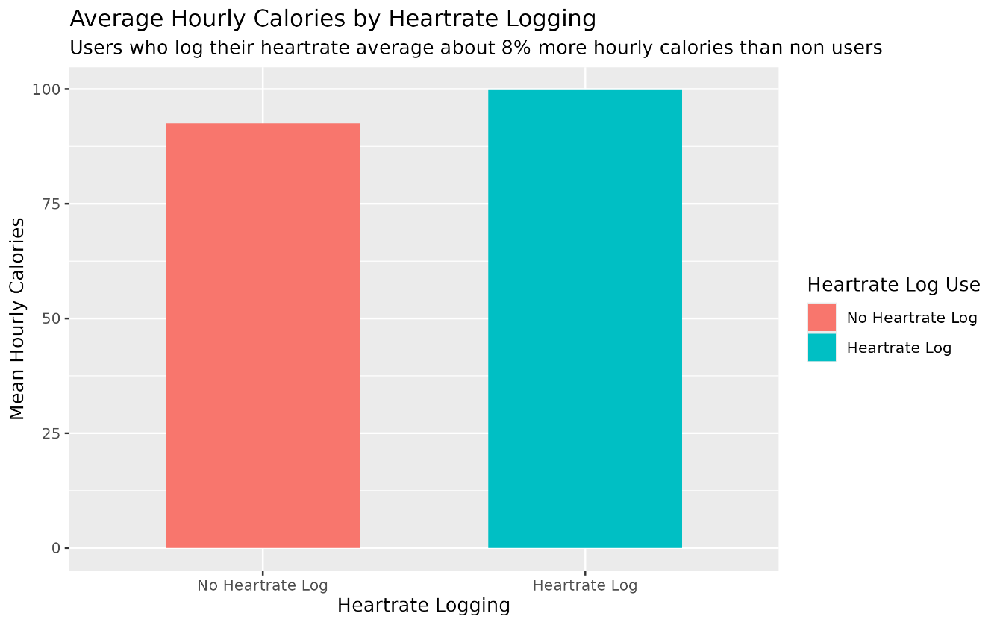 Average Hourly Calories by Heartrate Logging
Users who log their heartrate average about 8% more hourly calories than non users
Mean Hourly Calories
100
75
50
25
0
No Heartrate Log
Heartrate Log
Heartrate Logging
Heartrate Log Use
No Heartrate Log
Heartrate Log